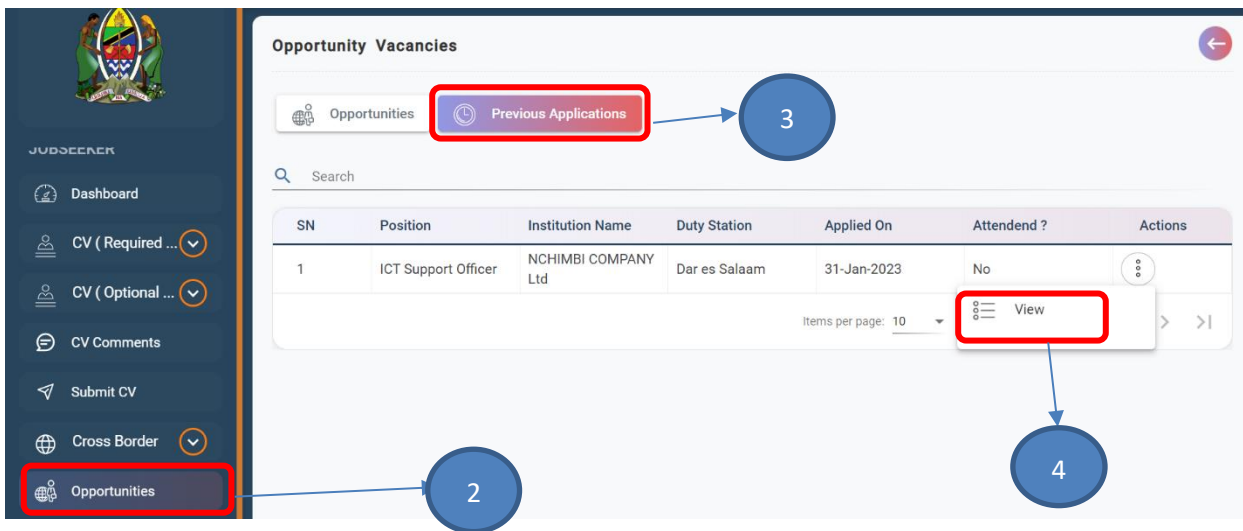 JOBSEEKER
Dashboard
CV ( Required ...
CV ( Optional ...
CV Comments
Submit CV
Cross Border
Opportunities
2
Opportunity Vacancies
Opportunities
Previous Applications
3
Search
SN Position Institution Name Duty Station Applied On Attendend ? Actions
1 ICT Support Officer NCHIMBI COMPANY Ltd Dar es Salaam 31-Jan-2023 No
View
Items per page: 10
4